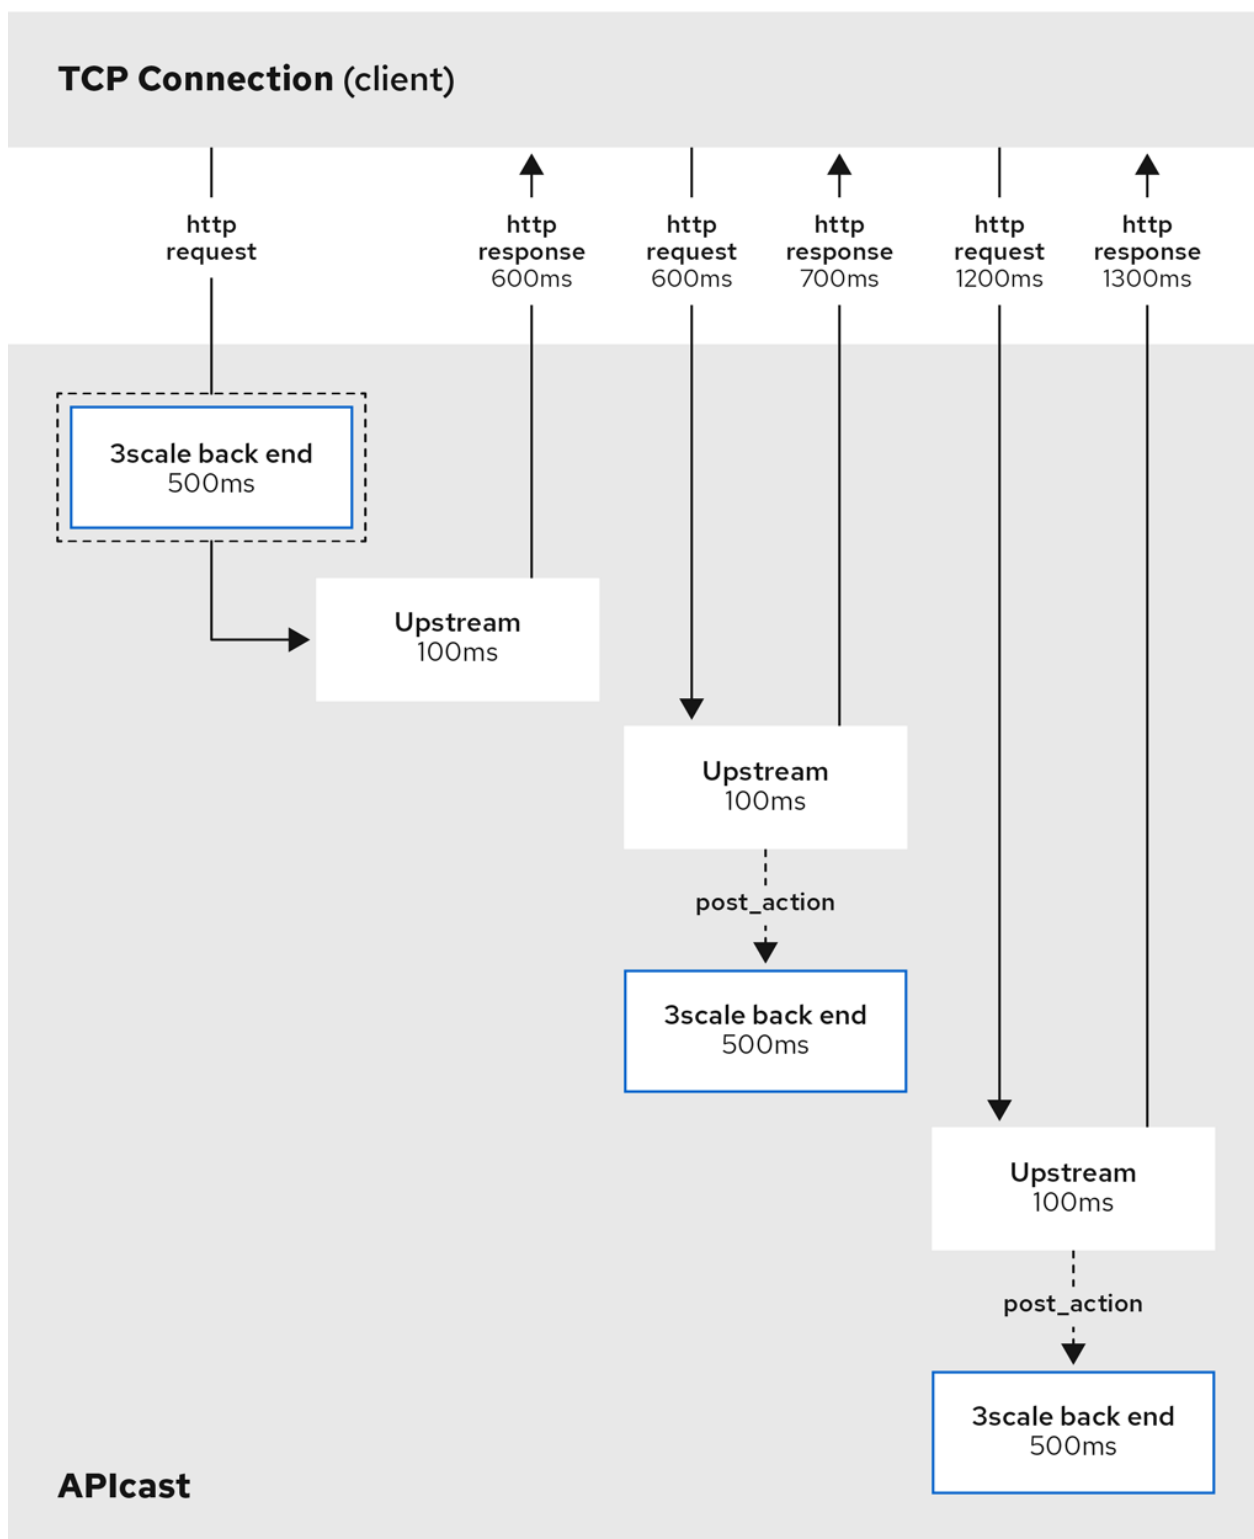 TCP Connection (client)
http
request
http
response
600ms
http
request
600ms
http
response
700ms
http
request
1200ms
http
response
1300ms
3scale back end
500ms
Upstream
100ms
Upstream
100ms
post_action
3scale back end
500ms
Upstream
100ms
post_action
3scale back end
500ms
APIcast